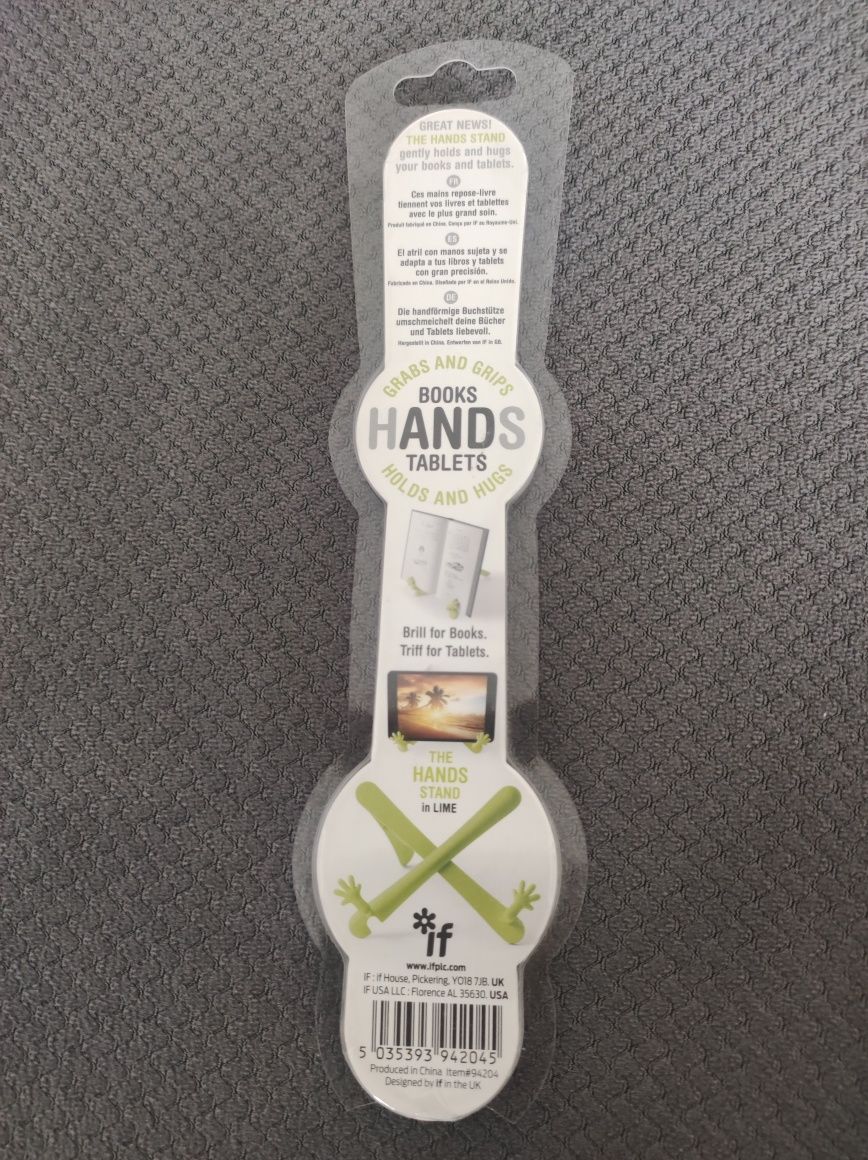 GREAT NEWS!
THE HANDS STAND
gently holds and hugs
your books and tablets.
FR
Ces mains repose-livre
tiennent vos livres et tablettes
avec le plus grand soin.
Produit fabriqué en China. Conçu par IF au Royaume-Uni.
ES
El atril con manos sujeta y se
adapta a tus libros y tablets
con gran precisión.
Fabricado en China. Diseñado por IF en el Reino Unido.
DE
Die handförmige Buchstütze
umschmeichelt deine Bücher
und Tablets liebevoll.
Hergestellt in China. Entworfen von IF in GB.
GRABS AND GRIPS
BOOKS
HANDS
TABLETS
HOLDS AND HUGS
Brill for Books.
Triff for Tablets.
THE
HANDS
STAND
in LIME
if
www.ifplc.com
IF : if House, Pickering, YO18 7JB. UK
IF USA LLC : Florence AL 35630. USA
5 035393 942045
Produced in China. Item#94204
Designed by if in the UK